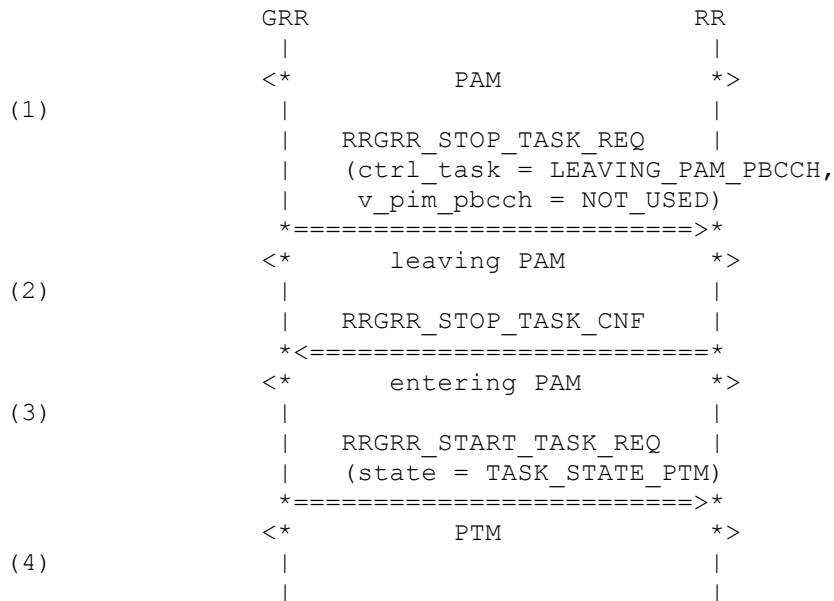 GRR                        RR
                 |                          |
                <*          PAM            *>
(1)              |                          |
                 |   RRGRR_STOP_TASK_REQ    |
                 |   (ctrl_task = LEAVING_PAM_PBCCH,
                 |    v_pim_pbcch = NOT_USED)
                 *==========================>*
                <*      leaving PAM         *>
(2)              |                          |
                 |   RRGRR_STOP_TASK_CNF    |
                 *<=========================*
                <*      entering PAM        *>
(3)              |                          |
                 |   RRGRR_START_TASK_REQ   |
                 |   (state = TASK_STATE_PTM)
                 *=========================>*
                <*          PTM            *>
(4)              |                          |
                 |                          |